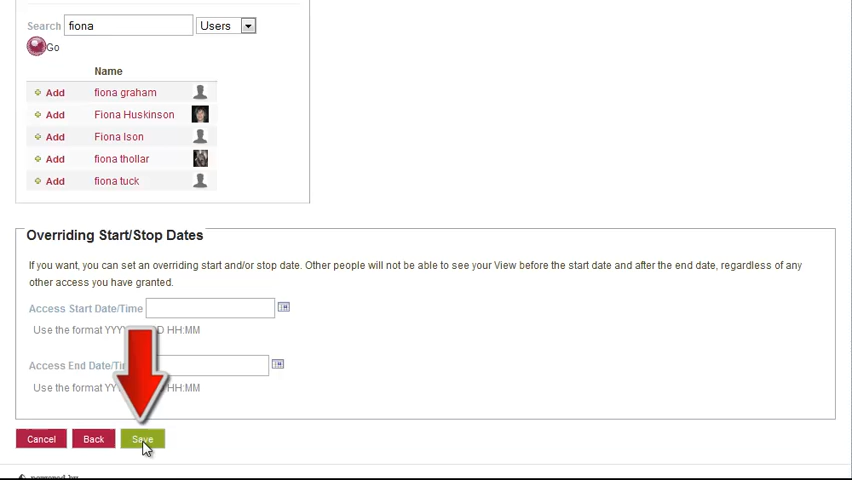 Search fiona Users
Go
Name
Add fiona graham
Add Fiona Huskinson
Add Fiona Ison
Add fiona thollar
Add fiona tuck
Overriding Start/Stop Dates
If you want, you can set an overriding start and/or stop date. Other people will not be able to see your View before the start date and after the end date, regardless of any
other access you have granted.
Access Start Date/Time
Use the format HH:MM
Access End
Use the format HH:MM
Cancel Back Save
powered by